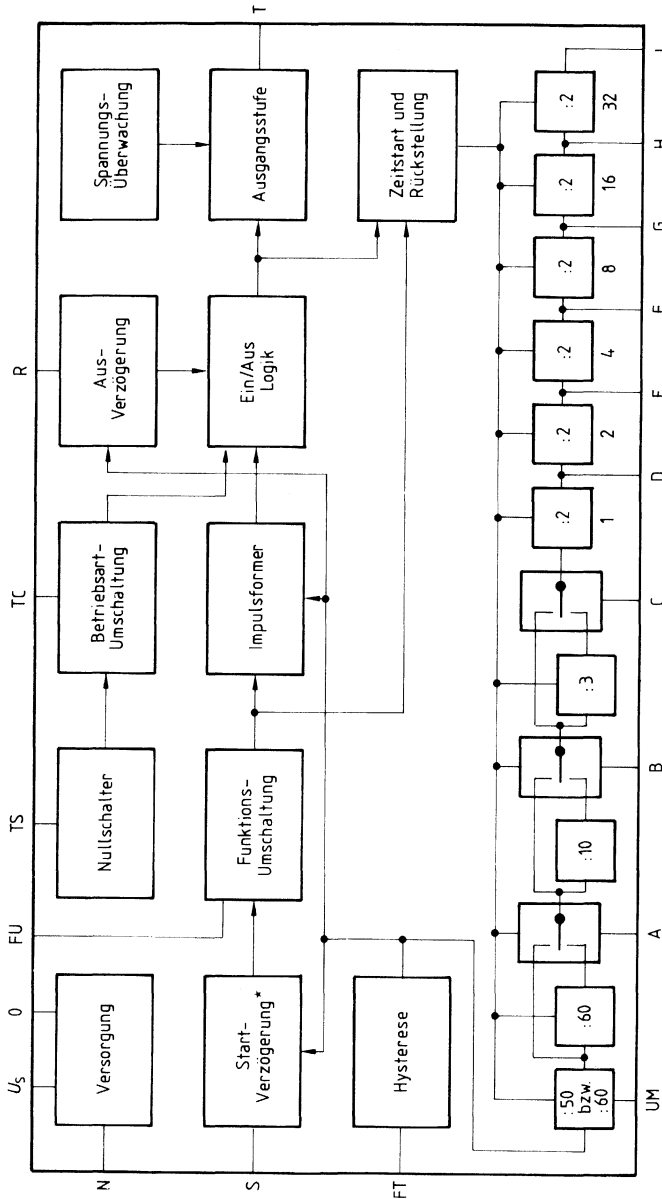 Us
0
FU
TS
TC
R
N
Versorgung
Nullschalter
Betriebsart-
Umschaltung
Aus-
Verzögerung
Spannungs-
Überwachung
S
Start-
Verzögerung*
Funktions-
Umschaltung
Impulsformer
Ein/Aus
Logik
Ausgangsstufe
T
FT
Hysterese
Zeitstart und
Rückstellung
:50
bzw.
:60
:60
:10
:3
:2
:2
:2
:2
:2
:2
1
2
4
8
16
32
UM
A
B
C
D
E
F
G
H
I